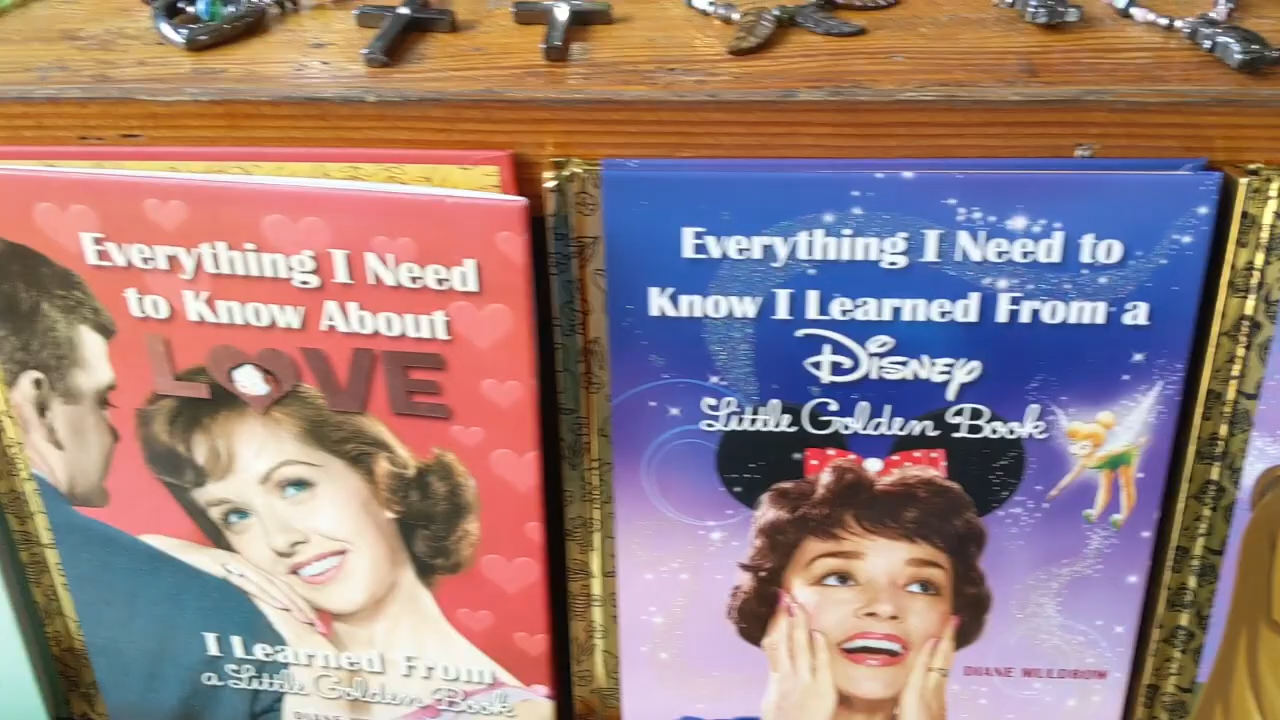 Everything I Need
to Know About
LOVE
I Learned From
a Little Golden Book
DIANE
Everything I Need to
Know I Learned From a
Disney
Little Golden Book
DIANE MULDROW